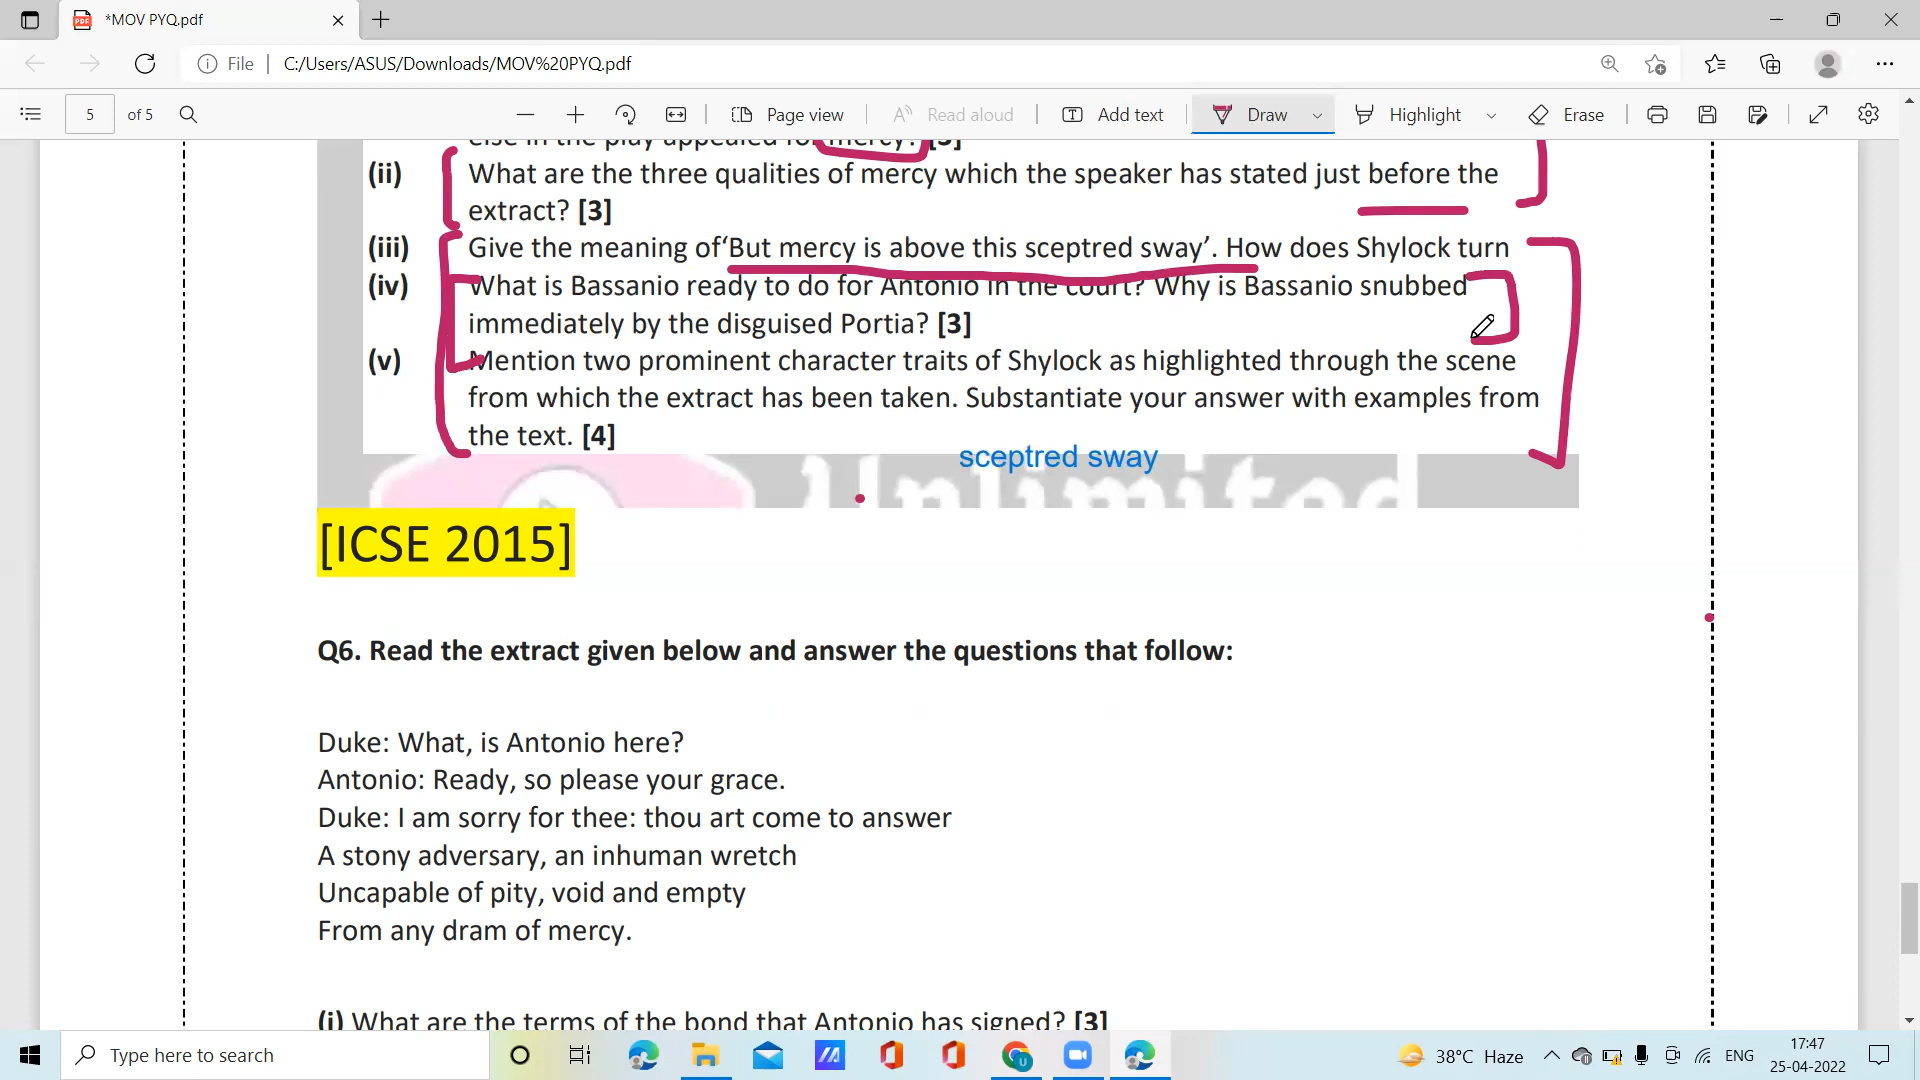 *MOV PYQ.pdf
File C:/Users/ASUS/Downloads/MOV%20PYQ.pdf
5 of 5 Page view Read aloud Add text Draw Highlight Erase
else in the play appealed for mercy? [3]
(ii) What are the three qualities of mercy which the speaker has stated just before the
extract? [3]
(iii) Give the meaning of‘But mercy is above this sceptred sway’. How does Shylock turn
(iv) What is Bassanio ready to do for Antonio in the court? Why is Bassanio snubbed
immediately by the disguised Portia? [3]
(v) Mention two prominent character traits of Shylock as highlighted through the scene
from which the extract has been taken. Substantiate your answer with examples from
the text. [4]
sceptred sway
Unlimited
[ICSE 2015]
Q6. Read the extract given below and answer the questions that follow:
Duke: What, is Antonio here?
Antonio: Ready, so please your grace.
Duke: I am sorry for thee: thou art come to answer
A stony adversary, an inhuman wretch
Uncapable of pity, void and empty
From any dram of mercy.
(i) What are the terms of the bond that Antonio has signed? [3]
Type here to search
38°C Haze
ENG
17:47
25-04-2022